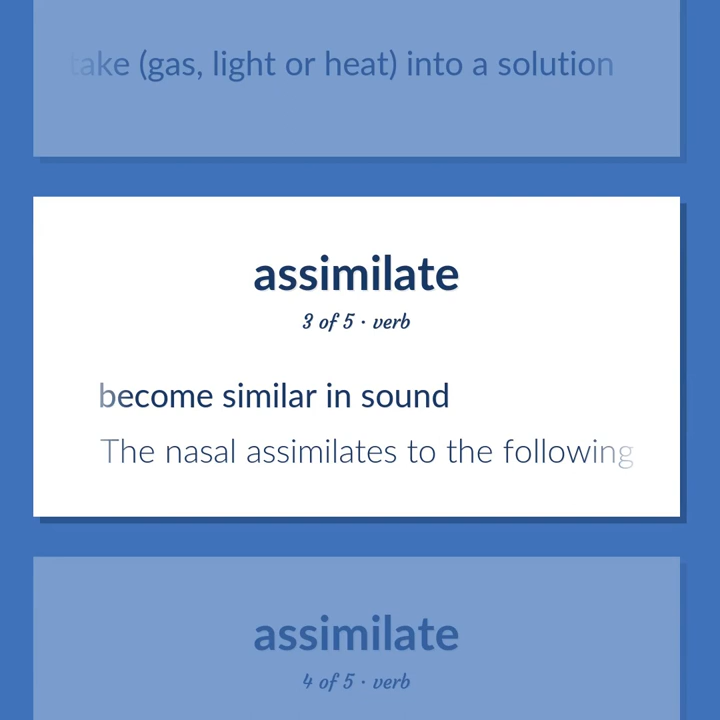 take (gas, light or heat) into a solution
assimilate
3 of 5 · verb
become similar in sound
The nasal assimilates to the following
assimilate
4 of 5 · verb